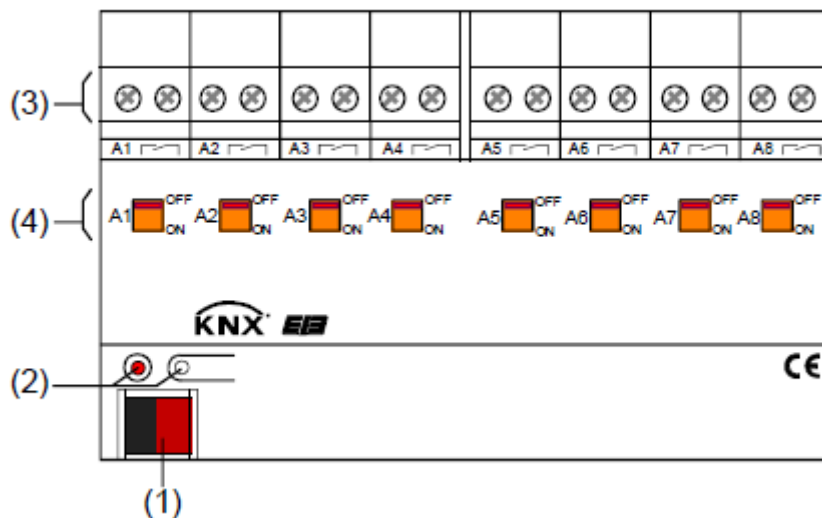 (3)
A1 A2 A3 A4 A5 A6 A7 A8
(4)
A1 OFF ON A2 OFF ON A3 OFF ON A4 OFF ON A5 OFF ON A6 OFF ON A7 OFF ON A8 OFF ON
KNX EIB
(2)
CE
(1)